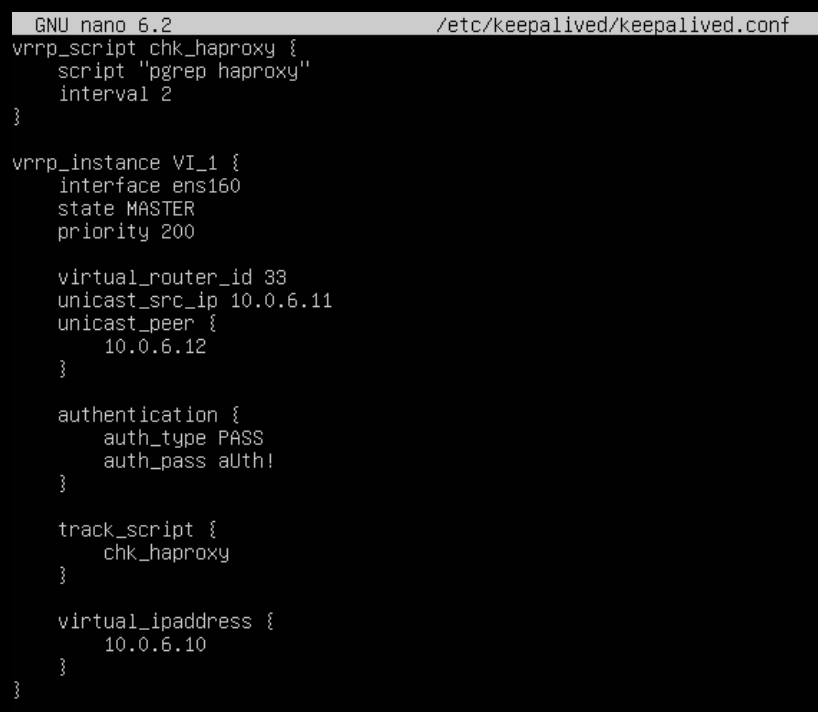 GNU nano 6.2 /etc/keepalived/keepalived.conf
vrrp_script chk_haproxy {
    script "pgrep haproxy"
    interval 2
}

vrrp_instance VI_1 {
    interface ens160
    state MASTER
    priority 200

    virtual_router_id 33
    unicast_src_ip 10.0.6.11
    unicast_peer {
        10.0.6.12
    }

    authentication {
        auth_type PASS
        auth_pass aUth!
    }

    track_script {
        chk_haproxy
    }

    virtual_ipaddress {
        10.0.6.10
    }
}